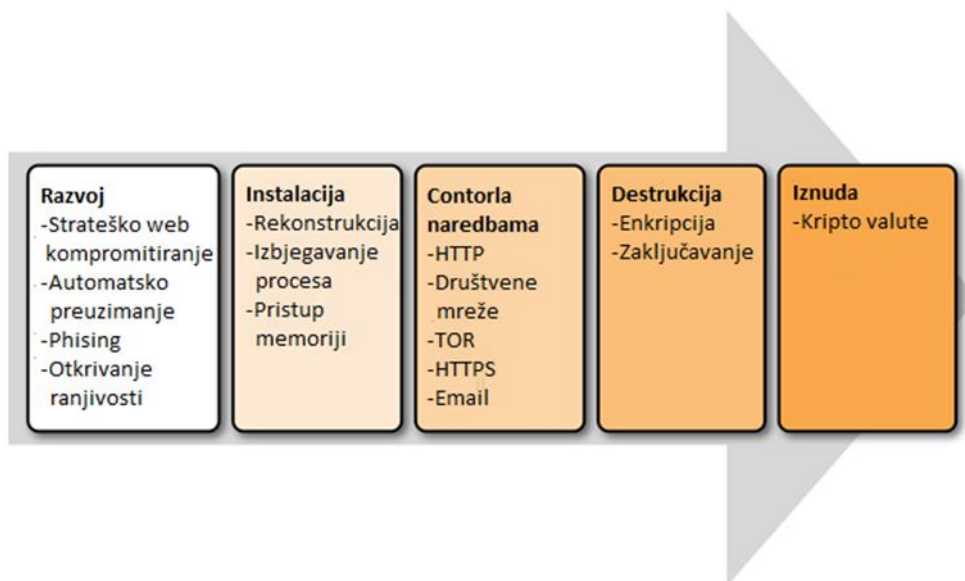 Razvoj
-Strateško web
kompromitiranje
-Automatsko
preuzimanje
-Phising
-Otkrivanje
ranjivosti
Instalacija
-Rekonstrukcija
-Izbjegavanje
procesa
-Pristup
memoriji
Contorla
naredbama
-HTTP
-Društvene
mreže
-TOR
-HTTPS
-Email
Destrukcija
-Enkripcija
-Zaključavanje
Iznuda
-Kripto valute